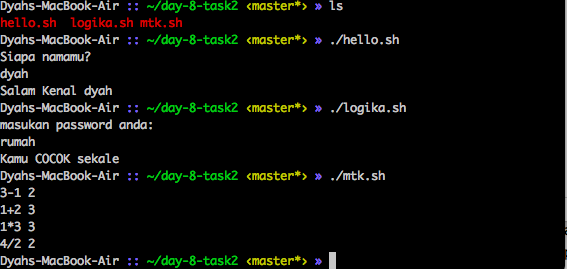 Dyahs-MacBook-Air :: ~/day-8-task2 ‹master*› » ls
hello.sh  logika.sh mtk.sh
Dyahs-MacBook-Air :: ~/day-8-task2 ‹master*› » ./hello.sh
Siapa namamu?
dyah
Salam Kenal dyah
Dyahs-MacBook-Air :: ~/day-8-task2 ‹master*› » ./logika.sh
masukan password anda:
rumah
Kamu COCOK sekale
Dyahs-MacBook-Air :: ~/day-8-task2 ‹master*› » ./mtk.sh
3-1 2
1+2 3
1*3 3
4/2 2
Dyahs-MacBook-Air :: ~/day-8-task2 ‹master*› »